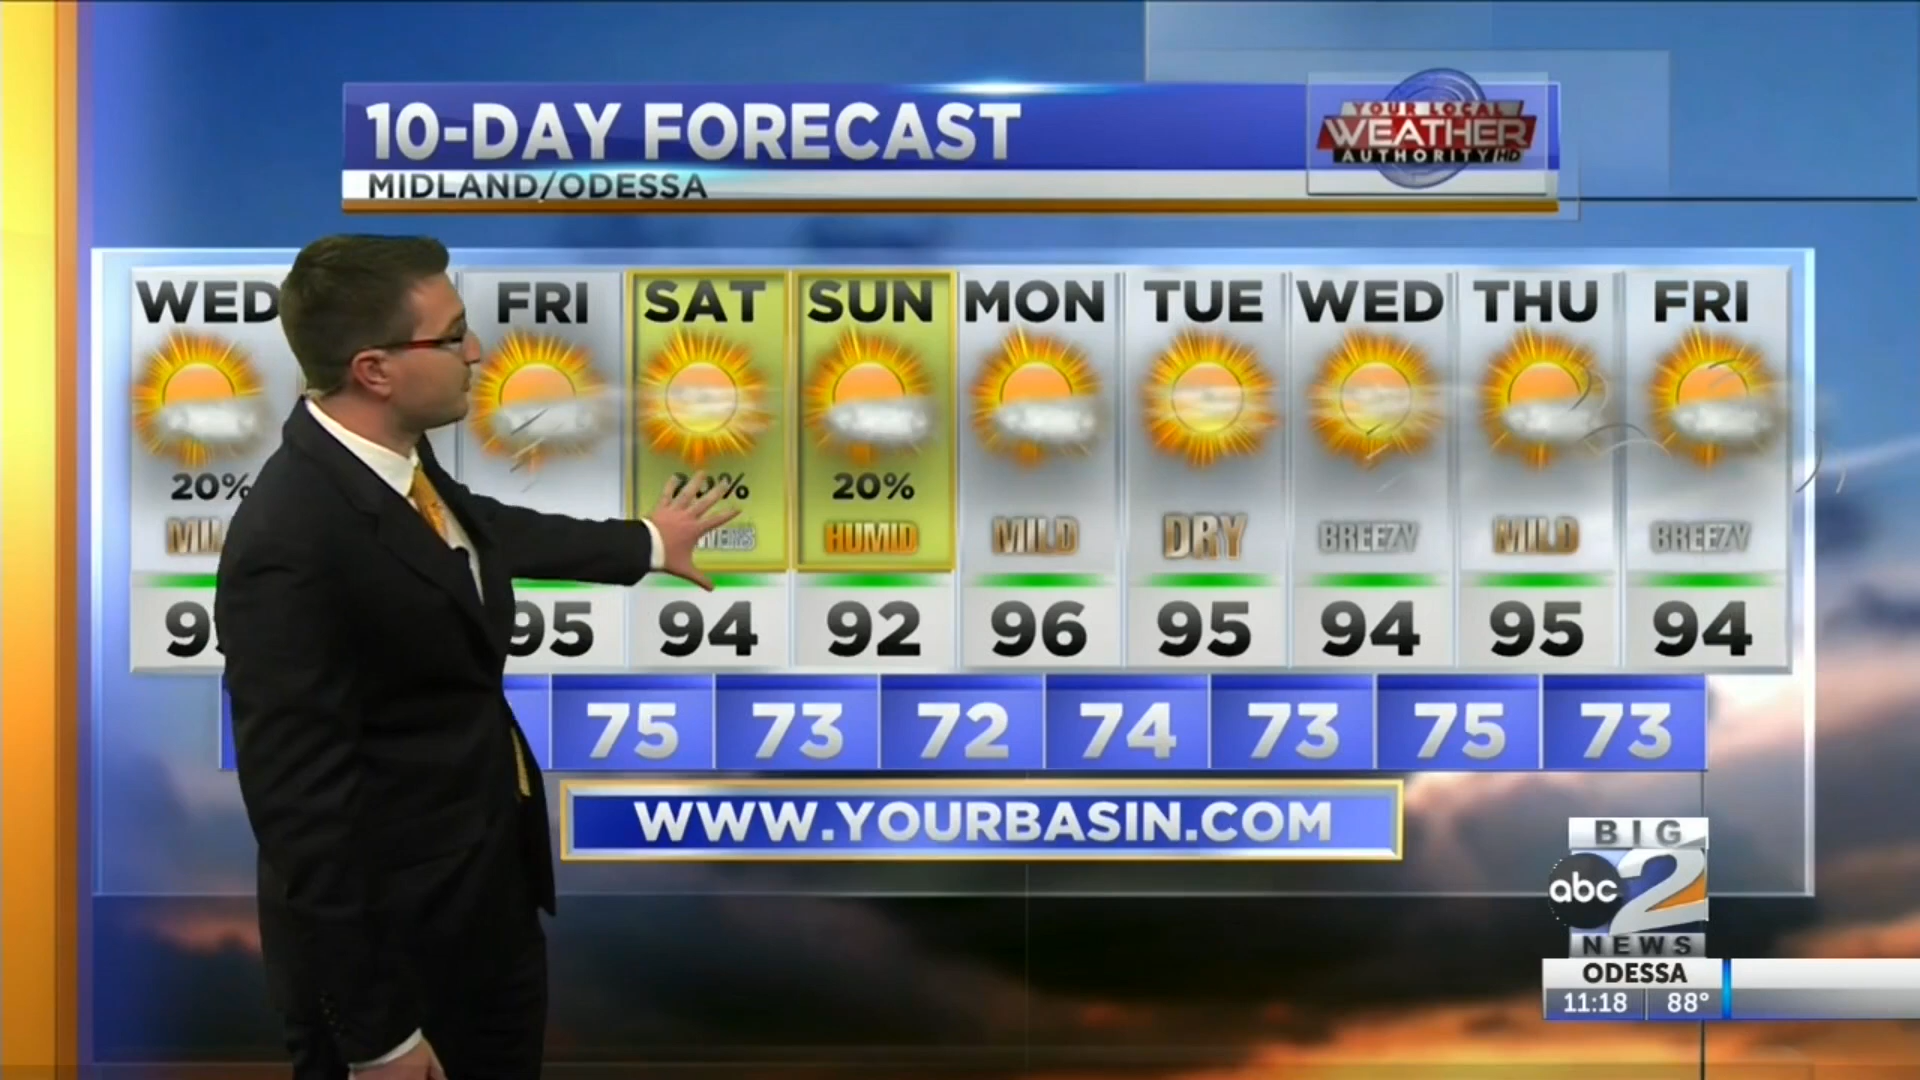 10-DAY FORECAST
YOUR LOCAL
WEATHER
AUTHORITY HD
MIDLAND/ODESSA
WED FRI SAT SUN MON TUE WED THU FRI
20% 20%
HUMID MILD DRY BREEZY MILD BREEZY
95 94 92 96 95 94 95 94
75 73 72 74 73 75 73
WWW.YOURBASIN.COM
BIG
abc 2
NEWS
ODESSA
11:18 88°